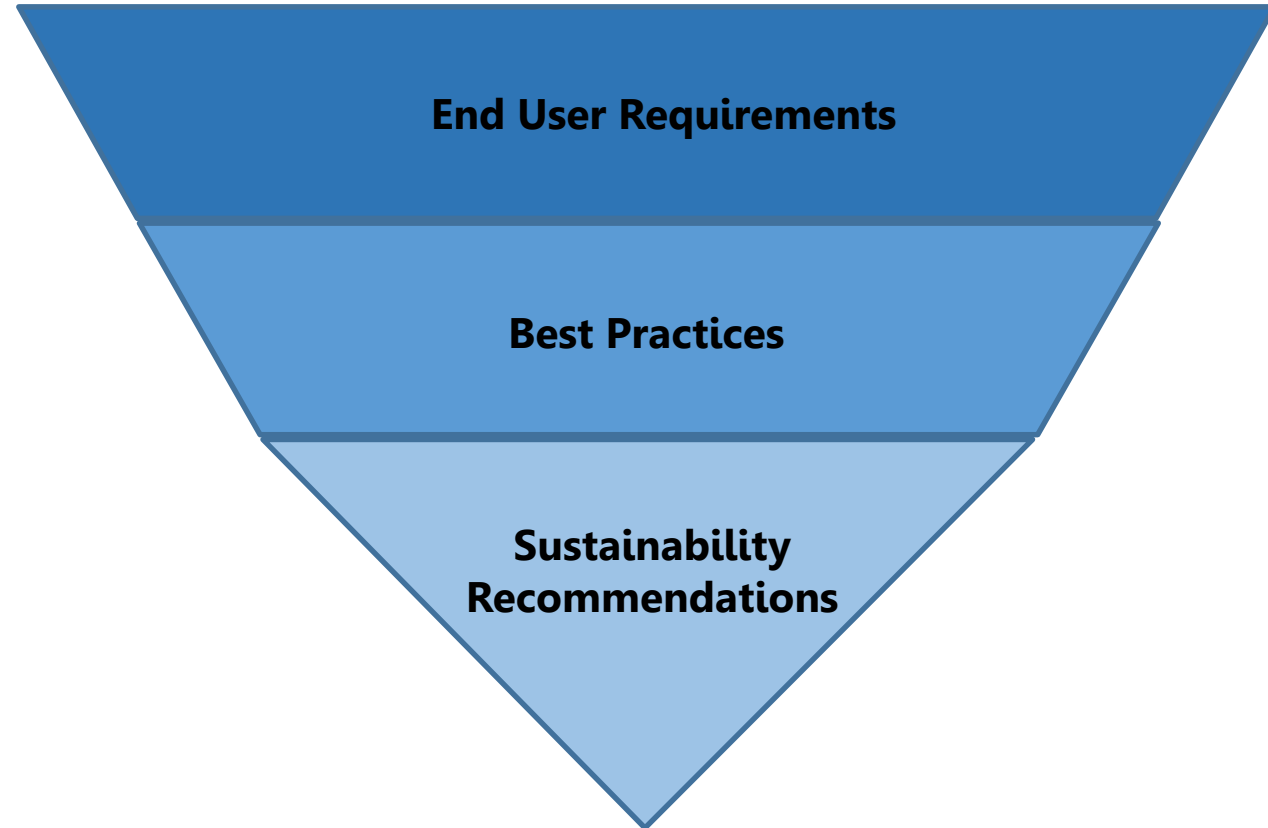 End User Requirements
Best Practices
Sustainability
Recommendations